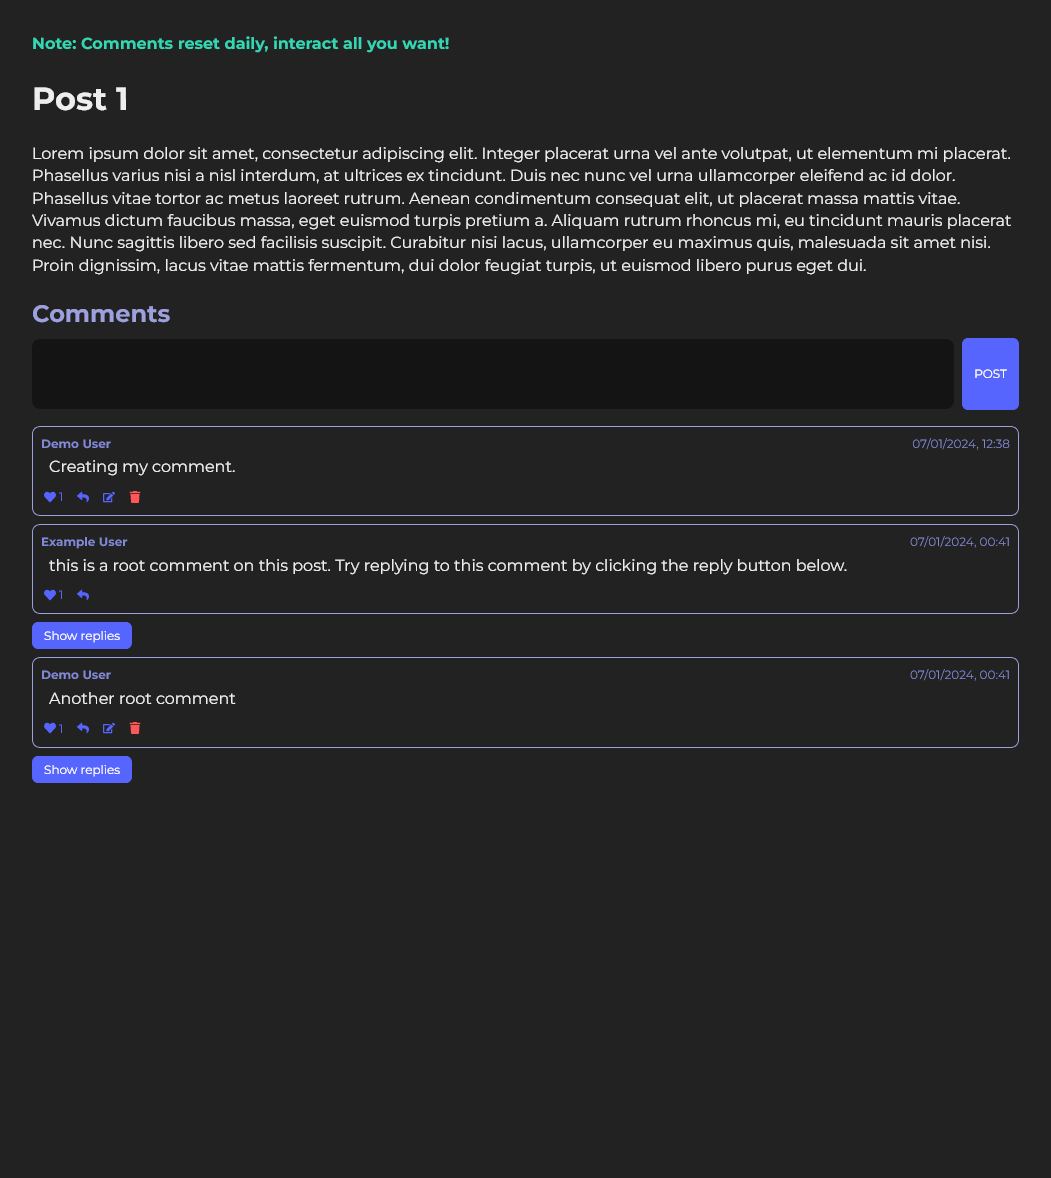 Note: Comments reset daily, interact all you want!
Post 1
Lorem ipsum dolor sit amet, consectetur adipiscing elit. Integer placerat urna vel ante volutpat, ut elementum mi placerat.
Phasellus varius nisi a nisl interdum, at ultrices ex tincidunt. Duis nec nunc vel urna ullamcorper eleifend ac id dolor.
Phasellus vitae tortor ac metus laoreet rutrum. Aenean condimentum consequat elit, ut placerat massa mattis vitae.
Vivamus dictum faucibus massa, eget euismod turpis pretium a. Aliquam rutrum rhoncus mi, eu tincidunt mauris placerat
nec. Nunc sagittis libero sed facilisis suscipit. Curabitur nisi lacus, ullamcorper eu maximus quis, malesuada sit amet nisi.
Proin dignissim, lacus vitae mattis fermentum, dui dolor feugiat turpis, ut euismod libero purus eget dui.
Comments
POST
Demo User 07/01/2024, 12:38
Creating my comment.
1
Example User 07/01/2024, 00:41
this is a root comment on this post. Try replying to this comment by clicking the reply button below.
1
Show replies
Demo User 07/01/2024, 00:41
Another root comment
1
Show replies